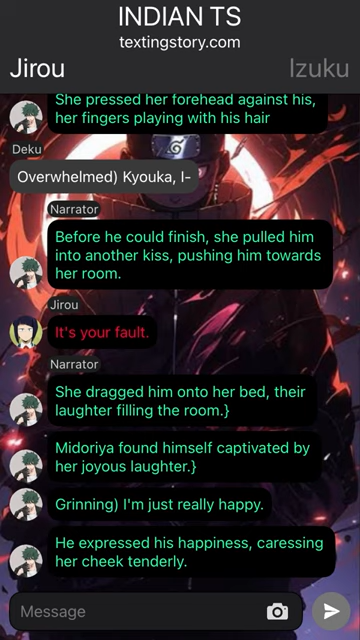 INDIAN TS
textingstory.com
Jirou
Izuku
She pressed her forehead against his,
her fingers playing with his hair
Deku
Overwhelmed) Kyouka, I-
Narrator
Before he could finish, she pulled him
into another kiss, pushing him towards
her room.
Jirou
It's your fault.
Narrator
She dragged him onto her bed, their
laughter filling the room.}
Midoriya found himself captivated by
her joyous laughter.}
Grinning) I'm just really happy.
He expressed his happiness, caressing
her cheek tenderly.
Message